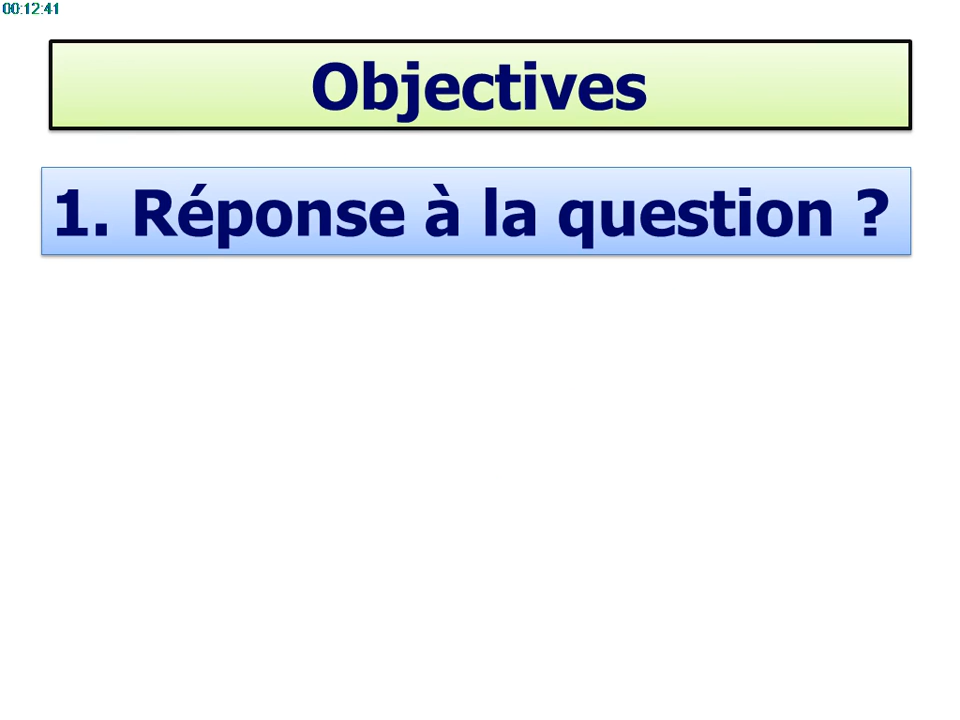 00:12:41
Objectives
1. Réponse à la question ?